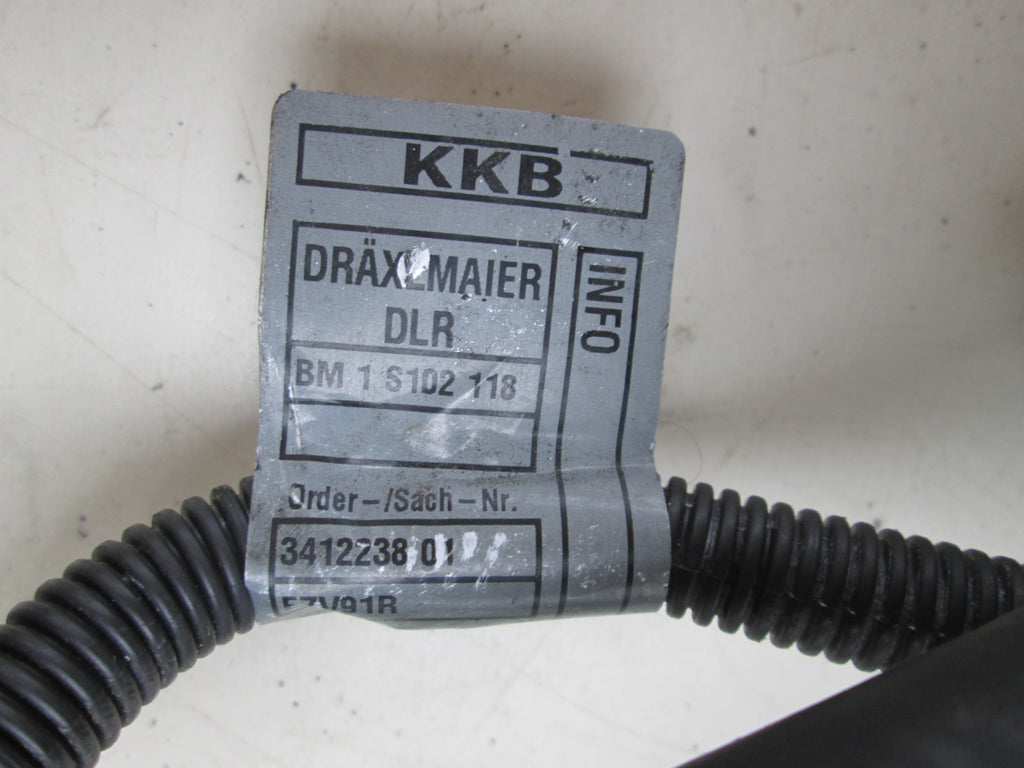 KKB
DRÄXLMAIER
DLR
BM 1 S102 118
INFO
Order-/Sach-Nr.
3412238 01